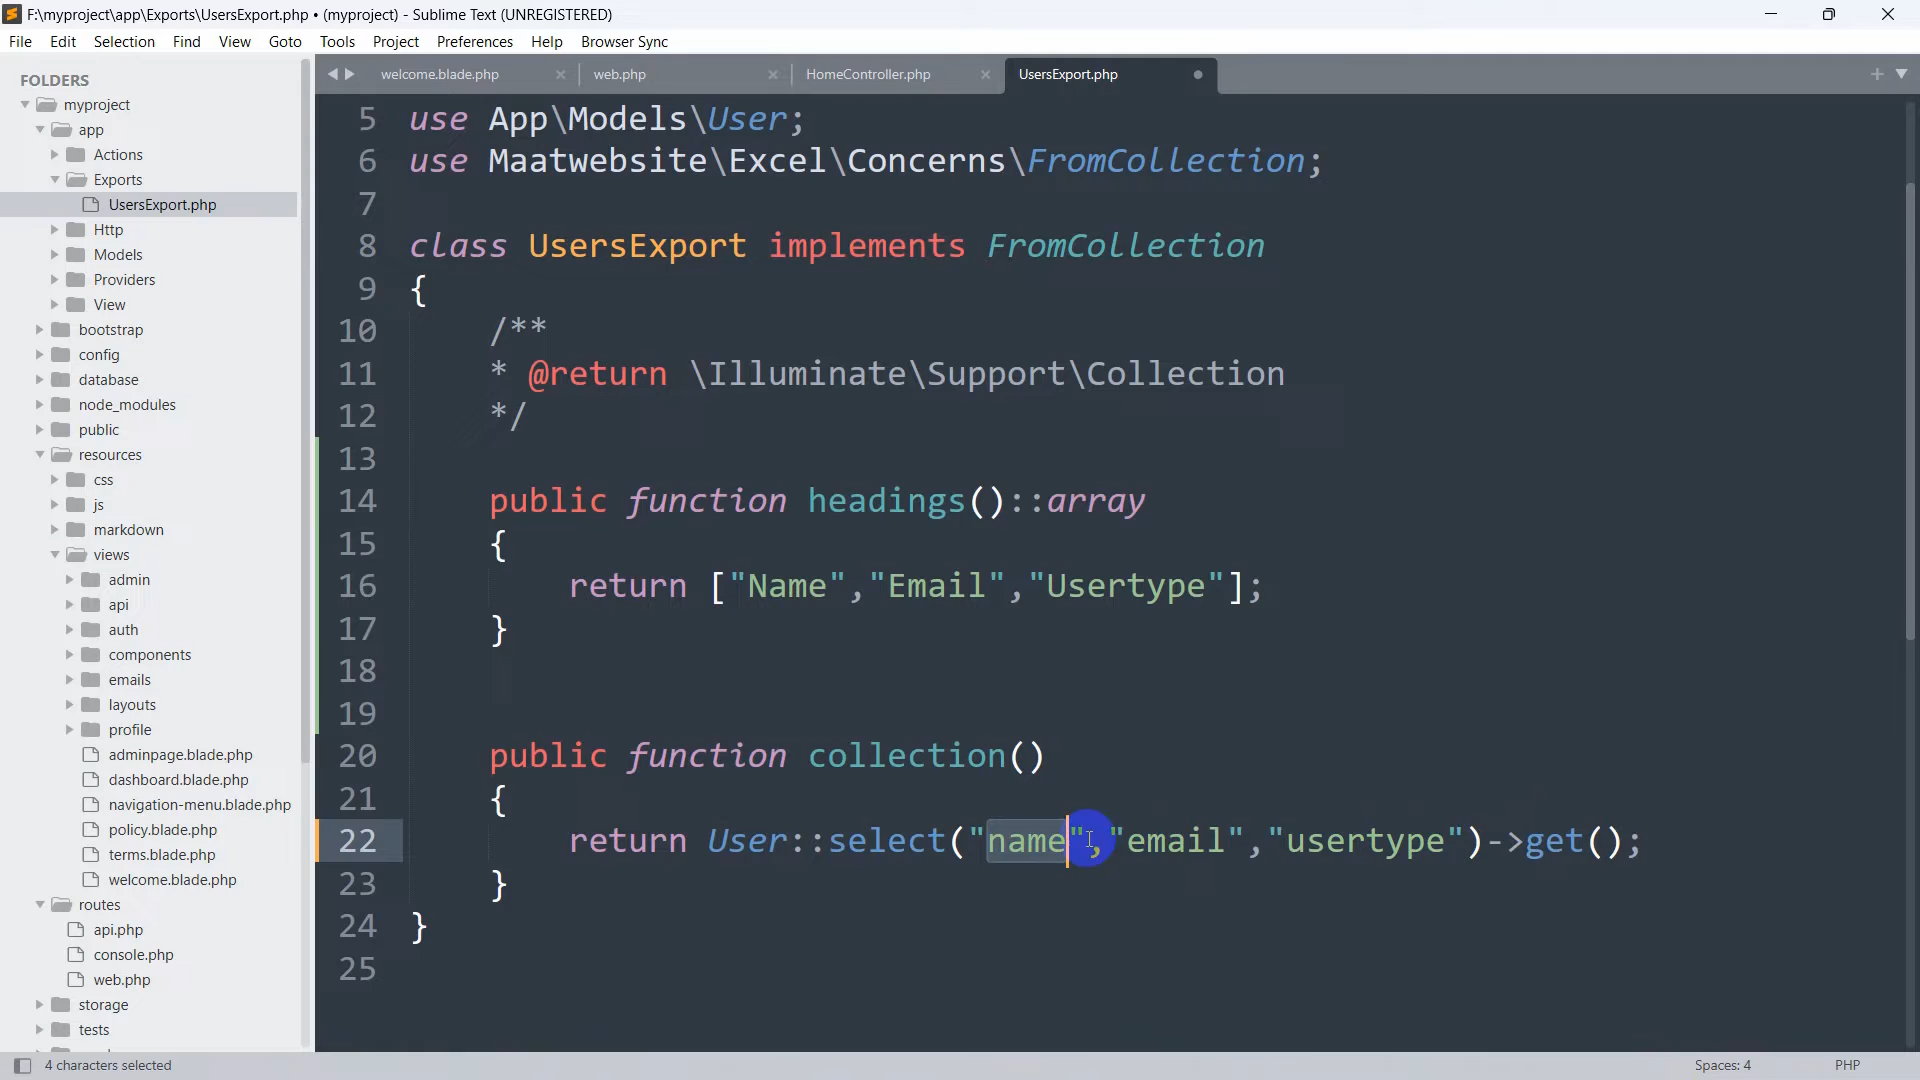 F:\myproject\app\Exports\UsersExport.php • (myproject) - Sublime Text (UNREGISTERED)
File Edit Selection Find View Goto Tools Project Preferences Help Browser Sync
FOLDERS
myproject
app
Actions
Exports
UsersExport.php
Http
Models
Providers
View
bootstrap
config
database
node_modules
public
resources
css
js
markdown
views
admin
api
auth
components
emails
layouts
profile
adminpage.blade.php
dashboard.blade.php
navigation-menu.blade.php
policy.blade.php
terms.blade.php
welcome.blade.php
routes
api.php
console.php
web.php
storage
tests
welcome.blade.php web.php HomeController.php UsersExport.php
5 use App\Models\User;
6 use Maatwebsite\Excel\Concerns\FromCollection;
7
8 class UsersExport implements FromCollection
9 {
10 /**
11 * @return \Illuminate\Support\Collection
12 */
13
14 public function headings()::array
15 {
16 return ["Name","Email","Usertype"];
17 }
18
19
20 public function collection()
21 {
22 return User::select("name","email","usertype")->get();
23 }
24 }
25
4 characters selected Spaces: 4 PHP